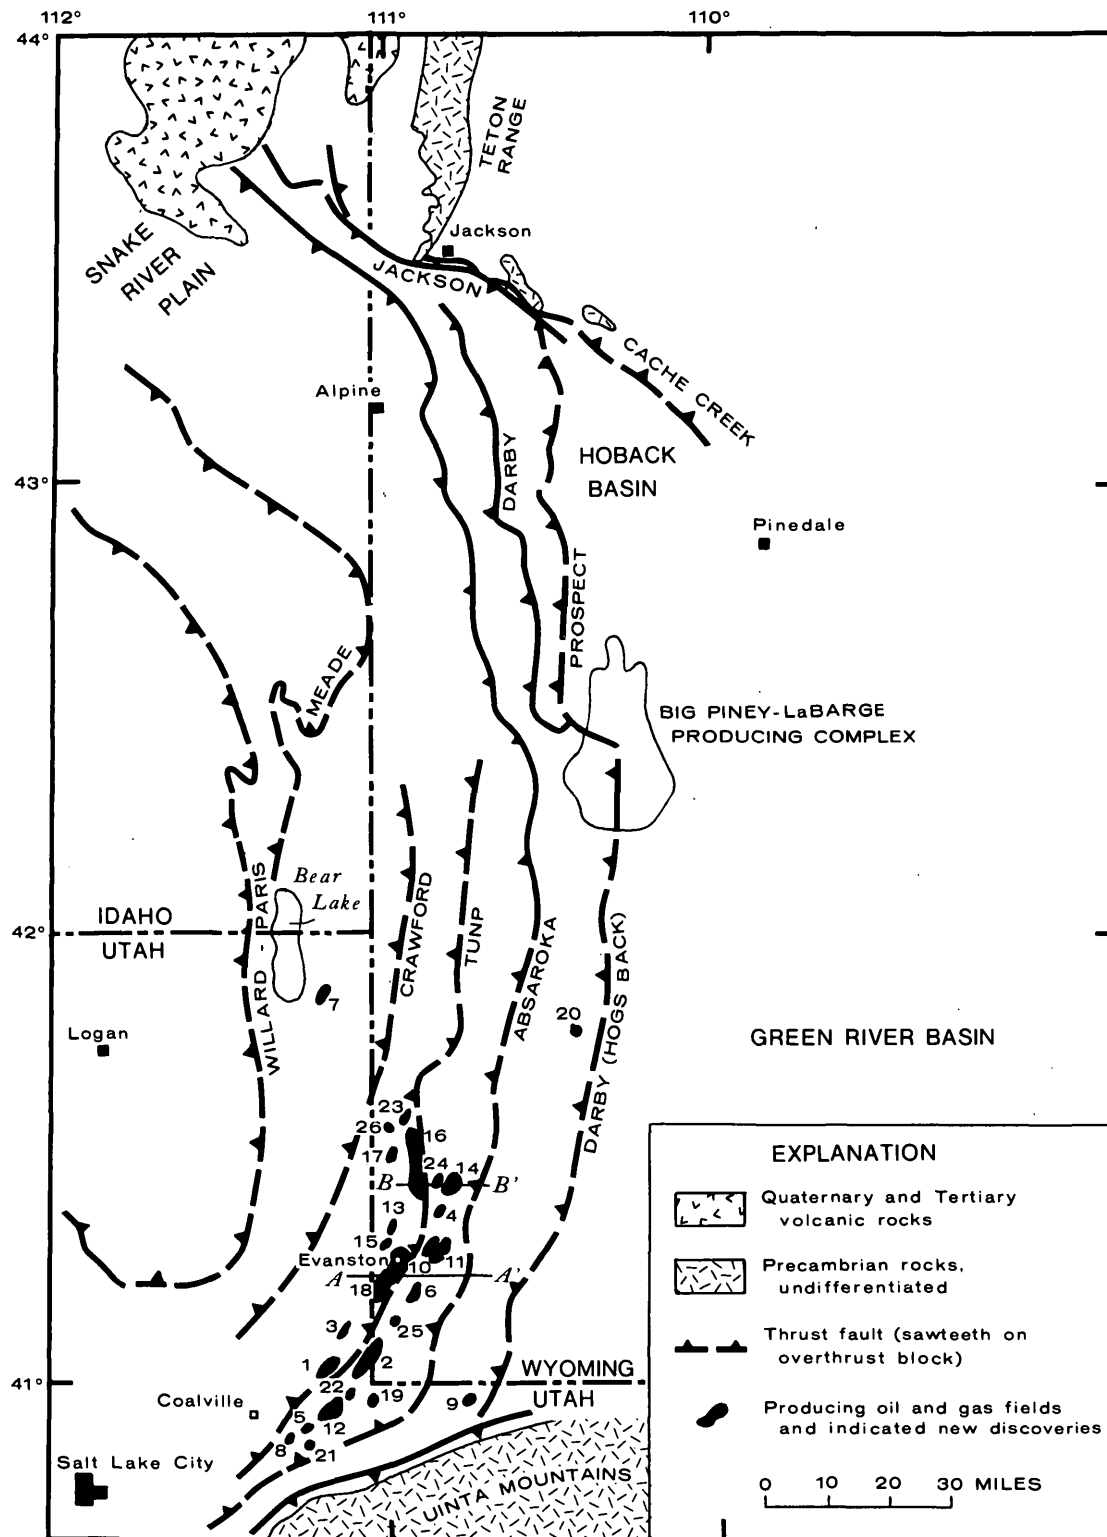 112°
111°
110°
44°
TETON
RANGE
Jackson
SNAKE
RIVER
PLAIN
JACKSON
CACHE CREEK
Alpine
DARBY
HOBACK
BASIN
43°
Pinedale
PROSPECT
MEADE
BIG PINEY-LaBARGE
PRODUCING COMPLEX
Bear
Lake
WILLARD - PARIS
CRAWFORD
TUNP
ABSAROKA
DARBY (HOGS BACK)
42°
IDAHO
UTAH
7
20
Logan
GREEN RIVER BASIN
23
26
16
17
24
14
B
B'
4
13
15
Evanston
10
11
A
A'
18
6
3
25
1
2
WYOMING
UTAH
41°
22
19
9
Coalville
5
12
8
21
Salt Lake City
UINTA MOUNTAINS
EXPLANATION
Quaternary and Tertiary
volcanic rocks
Precambrian rocks,
undifferentiated
Thrust fault (sawteeth on
overthrust block)
Producing oil and gas fields
and indicated new discoveries
0 10 20 30 MILES